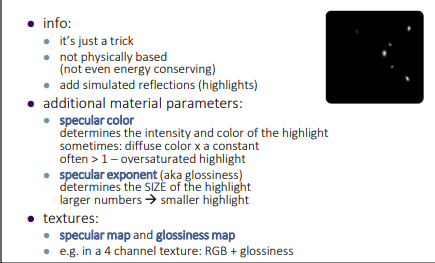 info:
it's just a trick
not physically based
(not even energy conserving)
add simulated reflections (highlights)
additional material parameters:
specular color
determines the intensity and color of the highlight
sometimes: diffuse color x a constant
often > 1 – oversaturated highlight
specular exponent (aka glossiness)
determines the SIZE of the highlight
larger numbers → smaller highlight
textures:
specular map and glossiness map
e.g. in a 4 channel texture: RGB + glossiness